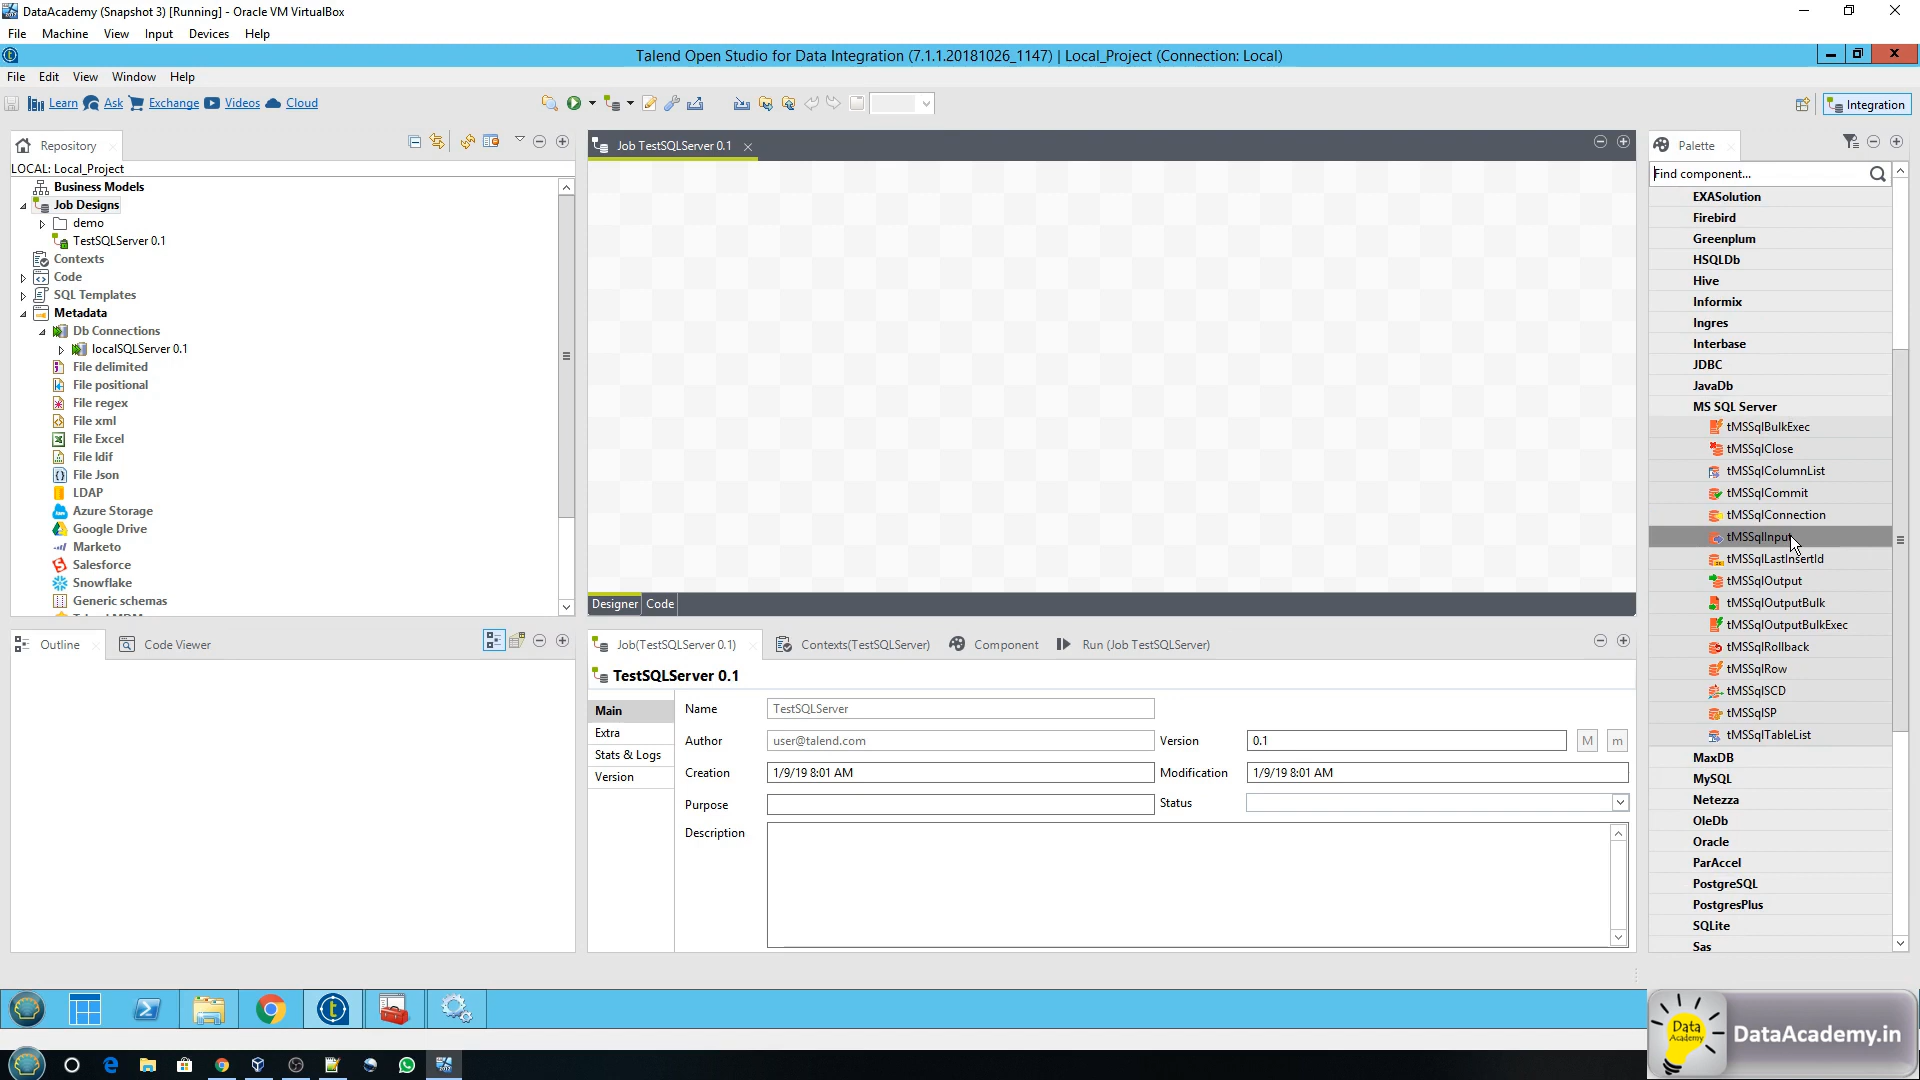 DataAcademy (Snapshot 3) [Running] - Oracle VM VirtualBox
File Machine View Input Devices Help
Talend Open Studio for Data Integration (7.1.1.20181026_1147) | Local_Project (Connection: Local)
File Edit View Window Help
Learn Ask Exchange Videos Cloud
Integration
Repository
LOCAL: Local_Project
Business Models
Job Designs
demo
TestSQLServer 0.1
Contexts
Code
SQL Templates
Metadata
Db Connections
localSQLServer 0.1
File delimited
File positional
File regex
File xml
File Excel
File ldif
File Json
LDAP
Azure Storage
Google Drive
Marketo
Salesforce
Snowflake
Generic schemas
Job TestSQLServer 0.1
Designer Code
Palette
Find component...
EXASolution
Firebird
Greenplum
HSQLDb
Hive
Informix
Ingres
Interbase
JDBC
JavaDb
MS SQL Server
tMSSqlBulkExec
tMSSqlClose
tMSSqlColumnList
tMSSqlCommit
tMSSqlConnection
tMSSqlInput
tMSSqlLastInsertId
tMSSqlOutput
tMSSqlOutputBulk
tMSSqlOutputBulkExec
tMSSqlRollback
tMSSqlRow
tMSSqlSCD
tMSSqlSP
tMSSqlTableList
MaxDB
MySQL
Netezza
OleDb
Oracle
ParAccel
PostgreSQL
PostgresPlus
SQLite
Sas
Outline Code Viewer
Job(TestSQLServer 0.1) Contexts(TestSQLServer) Component Run (Job TestSQLServer)
TestSQLServer 0.1
Main
Extra
Stats & Logs
Version
Name TestSQLServer
Author user@talend.com Version 0.1 M m
Creation 1/9/19 8:01 AM Modification 1/9/19 8:01 AM
Purpose Status
Description
Data
Academy
DataAcademy.in